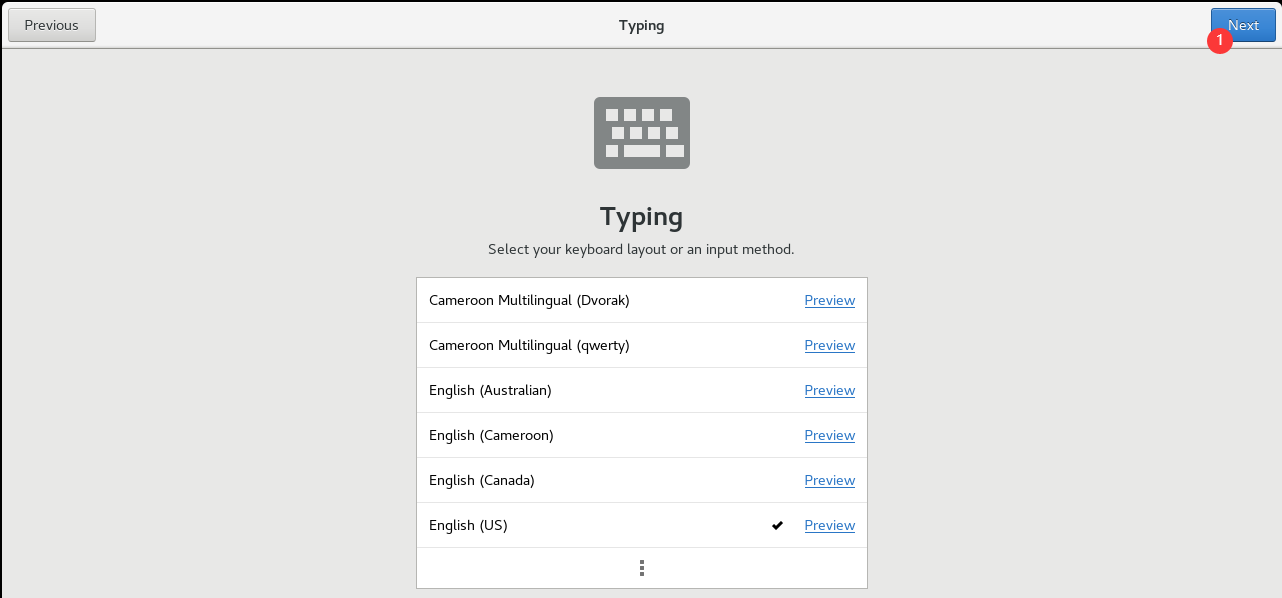 Previous
Typing
Next
1
Typing
Select your keyboard layout or an input method.
Cameroon Multilingual (Dvorak) Preview
Cameroon Multilingual (qwerty) Preview
English (Australian) Preview
English (Cameroon) Preview
English (Canada) Preview
English (US) Preview